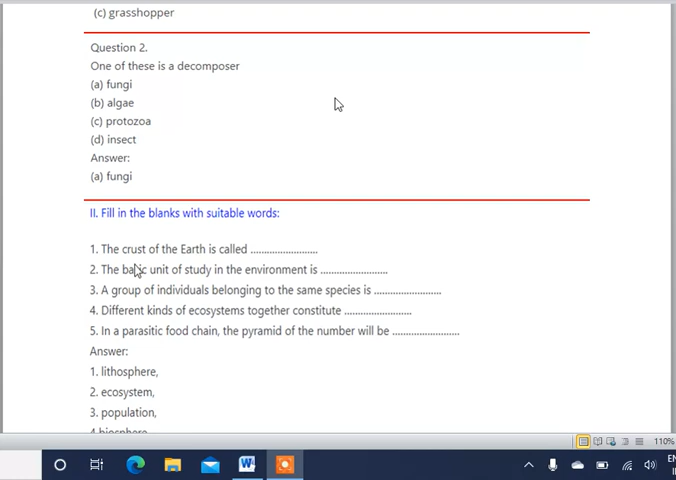 (c) grasshopper
Question 2.
One of these is a decomposer
(a) fungi
(b) algae
(c) protozoa
(d) insect
Answer:
(a) fungi
II. Fill in the blanks with suitable words:
1. The crust of the Earth is called ........................
2. The basic unit of study in the environment is ........................
3. A group of individuals belonging to the same species is ........................
4. Different kinds of ecosystems together constitute ........................
5. In a parasitic food chain, the pyramid of the number will be ........................
Answer:
1. lithosphere,
2. ecosystem,
3. population,
4.biosphere
110%